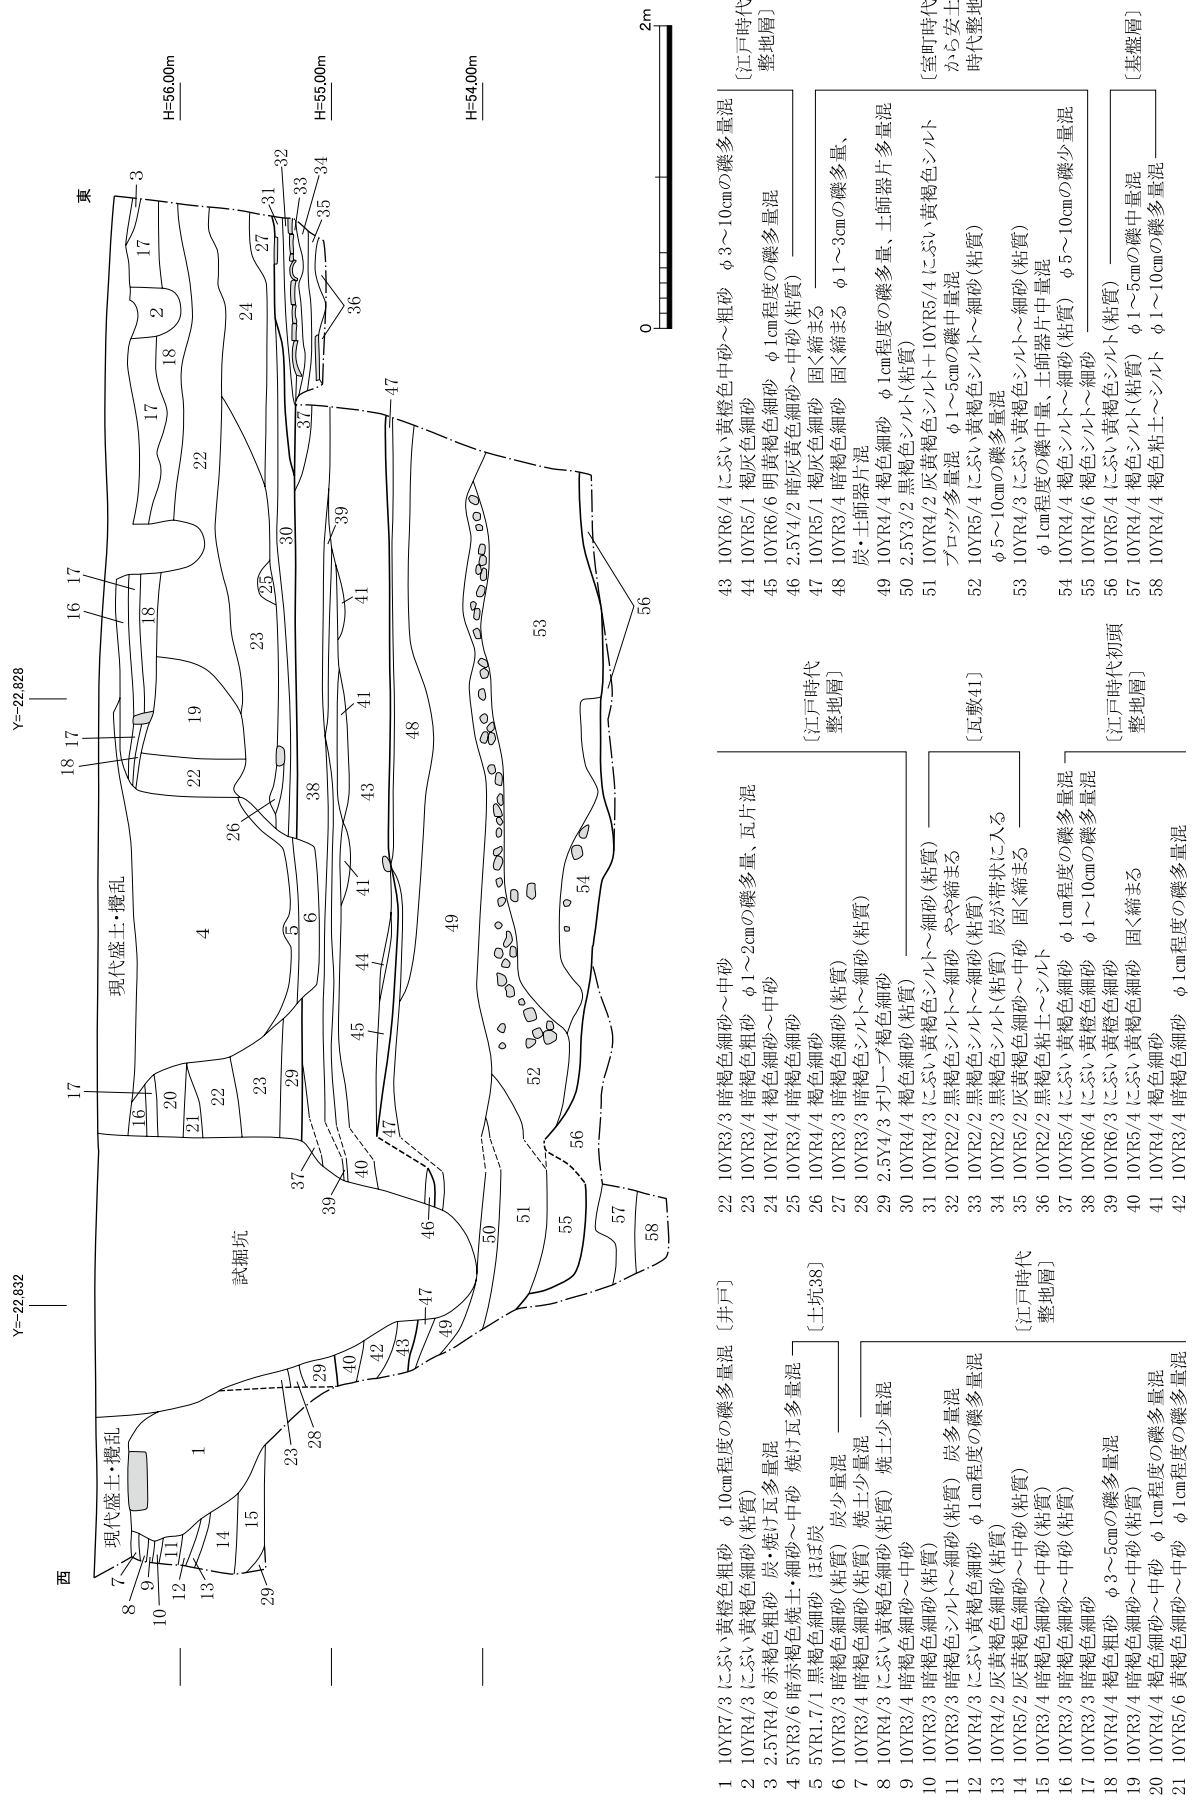 西
東
Y=-22,832
Y=-22,828
H=56.00m
H=55.00m
H=54.00m
0
2m
現代盛土・攪乱
現代盛土・攪乱
試掘坑
1 10YR7/3 にぶい黄橙色粗砂 φ10cm程度の礫多量混 〔井戸〕
2 10YR4/3 にぶい黄褐色細砂(粘質)
3 2.5YR4/8 赤褐色粗砂 炭・焼け瓦多量混
4 5YR3/6 暗赤褐色焼土・細砂～中砂 焼け瓦多量混
5 5YR1.7/1 黒褐色細砂 ほぼ炭
6 10YR3/3 暗褐色細砂(粘質) 炭少量混
〔土坑38〕
7 10YR3/4 暗褐色細砂(粘質) 焼土少量混
8 10YR4/3 にぶい黄褐色細砂(粘質) 焼土少量混
9 10YR3/4 暗褐色細砂～中砂
10 10YR3/3 暗褐色細砂(粘質)
11 10YR3/3 暗褐色シルト～細砂(粘質) 炭多量混
12 10YR4/3 にぶい黄褐色細砂 φ1cm程度の礫多量混
13 10YR4/2 灰黄褐色細砂(粘質)
14 10YR5/2 灰黄褐色細砂～中砂(粘質)
15 10YR3/4 暗褐色細砂～中砂(粘質)
16 10YR3/3 暗褐色細砂～中砂(粘質)
17 10YR3/3 暗褐色細砂
18 10YR4/4 褐色粗砂 φ3～5cmの礫多量混
19 10YR3/4 暗褐色細砂～中砂(粘質)
20 10YR4/4 褐色細砂～中砂 φ1cm程度の礫多量混
21 10YR5/6 黄褐色細砂～中砂 φ1cm程度の礫多量混
〔江戸時代
整地層〕
22 10YR3/3 暗褐色細砂～中砂
23 10YR3/4 暗褐色粗砂 φ1～2cmの礫多量、瓦片混
24 10YR4/4 褐色細砂～中砂
25 10YR3/4 暗褐色細砂
26 10YR4/4 褐色細砂
27 10YR3/3 暗褐色細砂(粘質)
28 10YR3/3 暗褐色シルト～細砂(粘質)
29 2.5Y4/3 オリーブ褐色細砂
30 10YR4/4 褐色細砂(粘質)
〔江戸時代
整地層〕
31 10YR4/3 にぶい黄褐色シルト～細砂(粘質)
32 10YR2/2 黒褐色シルト～細砂 やや締まる
33 10YR2/2 黒褐色シルト～細砂(粘質)
34 10YR2/3 黒褐色シルト(粘質) 炭が帯状に入る
35 10YR5/2 灰黄褐色細砂～中砂 固く締まる
〔瓦敷41〕
36 10YR2/2 黒褐色粘土～シルト
37 10YR5/4 にぶい黄褐色細砂 φ1cm程度の礫多量混
38 10YR6/4 にぶい黄橙色細砂 φ1～10cmの礫多量混
39 10YR6/3 にぶい黄橙色細砂
40 10YR5/4 にぶい黄褐色細砂 固く締まる
41 10YR4/4 褐色細砂
42 10YR3/4 暗褐色細砂 φ1cm程度の礫多量混
〔江戸時代初頭
整地層〕
43 10YR6/4 にぶい黄橙色中砂～粗砂 φ3～10cmの礫多量混
44 10YR5/1 褐灰色細砂
45 10YR6/6 明黄褐色細砂 φ1cm程度の礫多量混
46 2.5Y4/2 暗灰黄色細砂～中砂(粘質)
〔江戸時代
整地層〕
47 10YR5/1 褐灰色細砂 固く締まる
48 10YR3/4 暗褐色細砂 固く締まる φ1～3cmの礫多量、
炭・土師器片混
49 10YR4/4 褐色細砂 φ1cm程度の礫多量、土師器片多量混
50 2.5Y3/2 黒褐色シルト(粘質)
51 10YR4/2 灰黄褐色シルト＋10YR5/4 にぶい黄褐色シルト
ブロック多量混 φ1～5cmの礫中量混
52 10YR5/4 にぶい黄褐色シルト～細砂(粘質)
φ5～10cmの礫多量混
53 10YR4/3 にぶい黄褐色シルト～細砂(粘質)
φ1cm程度の礫中量、土師器片中量混
54 10YR4/4 褐色シルト～細砂(粘質) φ5～10cmの礫少量混
55 10YR4/6 褐色シルト～細砂
〔室町時代
から安土
時代整地
56 10YR5/4 にぶい黄褐色シルト(粘質)
57 10YR4/4 褐色シルト(粘質) φ1～5cmの礫中量混
58 10YR4/4 褐色粘土～シルト φ1～10cmの礫多量混
〔基盤層〕